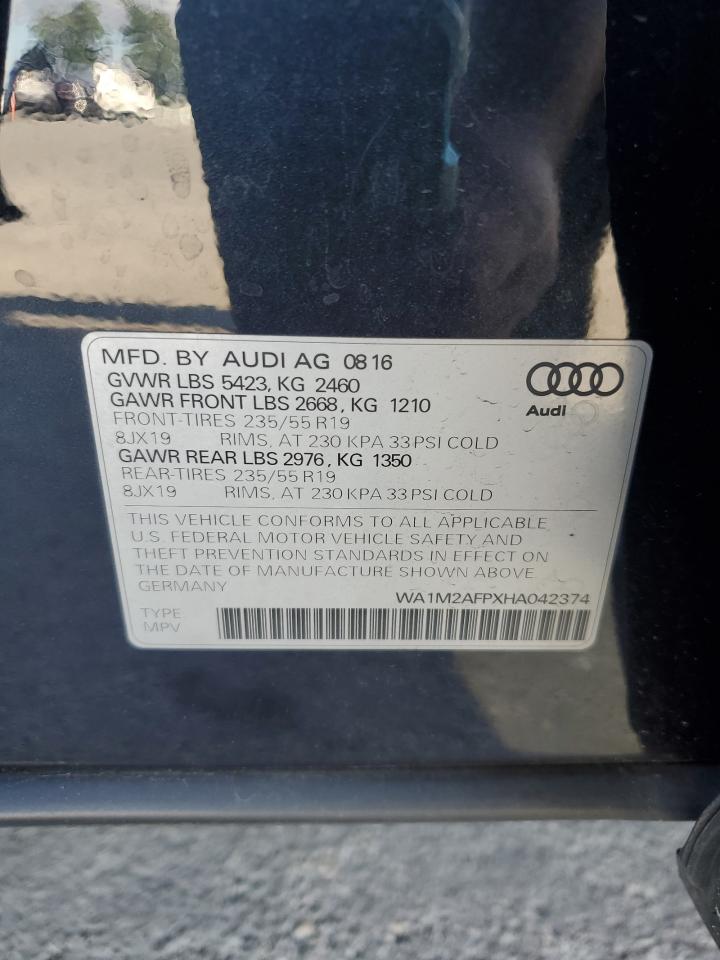 MFD. BY AUDI AG 08 16
GVWR LBS 5423, KG 2460
GAWR FRONT LBS 2668, KG 1210
FRONT-TIRES 235/55 R19
8JX19 RIMS, AT 230 KPA 33 PSI COLD
GAWR REAR LBS 2976, KG 1350
REAR-TIRES 235/55 R19
8JX19 RIMS, AT 230 KPA 33 PSI COLD
Audi
THIS VEHICLE CONFORMS TO ALL APPLICABLE
U.S. FEDERAL MOTOR VEHICLE SAFETY AND
THEFT PREVENTION STANDARDS IN EFFECT ON
THE DATE OF MANUFACTURE SHOWN ABOVE
GERMANY
WA1M2AFPXHA042374
TYPE
MPV